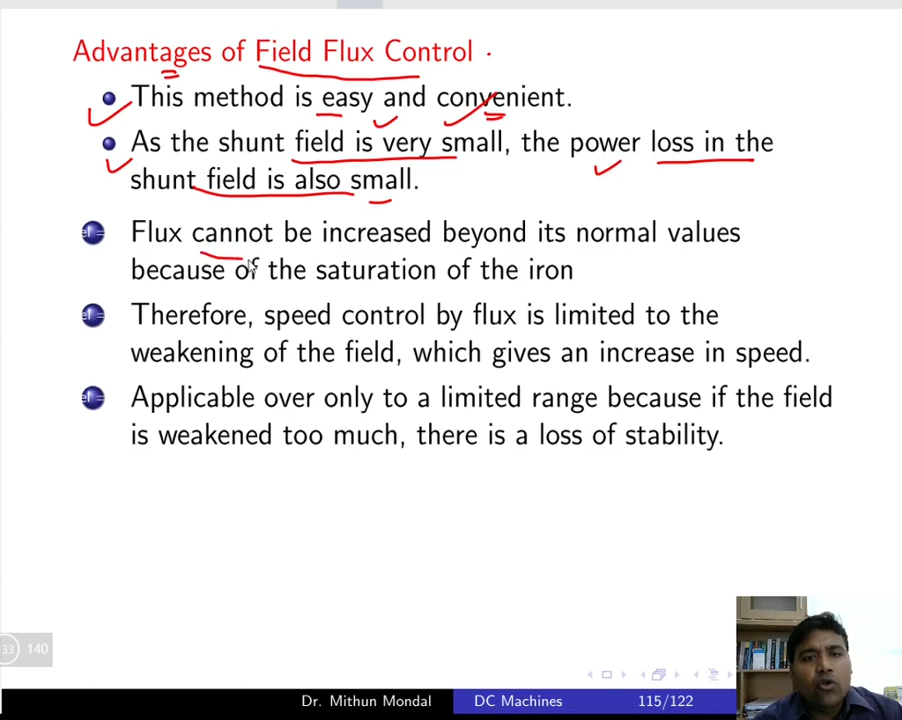 Advantages of Field Flux Control
This method is easy and convenient.
As the shunt field is very small, the power loss in the
shunt field is also small.
Flux cannot be increased beyond its normal values
because of the saturation of the iron
Therefore, speed control by flux is limited to the
weakening of the field, which gives an increase in speed.
Applicable over only to a limited range because if the field
is weakened too much, there is a loss of stability.
33 140
Dr. Mithun Mondal DC Machines 115/122